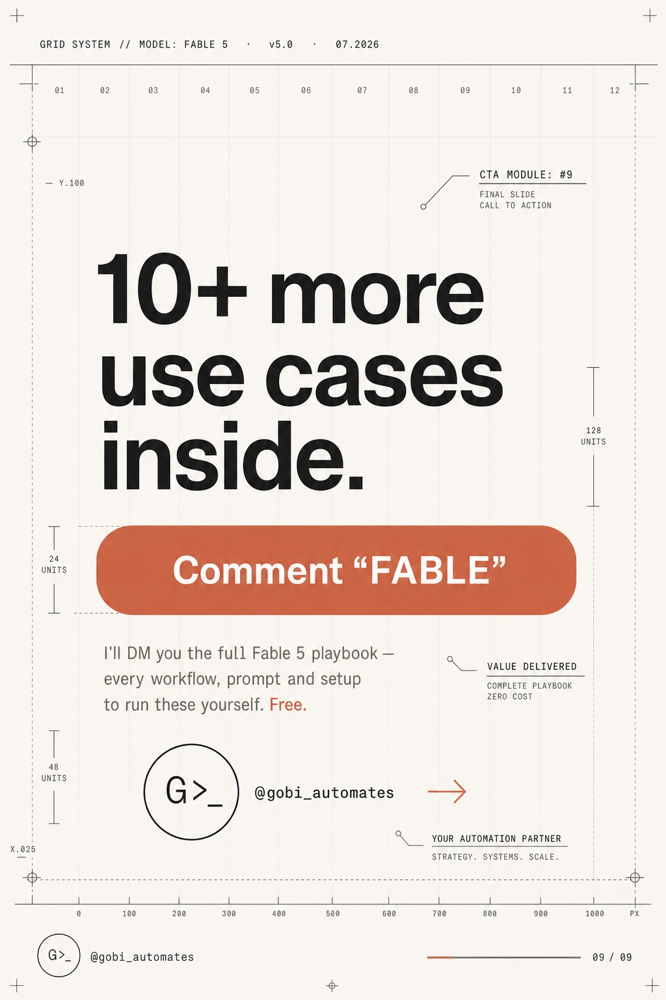 GRID SYSTEM // MODEL: FABLE 5 · v5.0 · 07.2026
01 02 03 04 05 06 07 08 09 10 11 12
— Y.100
CTA MODULE: #9
FINAL SLIDE
CALL TO ACTION
10+ more
use cases
inside.
128
UNITS
24
UNITS
Comment “FABLE”
I'll DM you the full Fable 5 playbook —
every workflow, prompt and setup
to run these yourself. Free.
VALUE DELIVERED
COMPLETE PLAYBOOK
ZERO COST
48
UNITS
G>_
@gobi_automates →
YOUR AUTOMATION PARTNER
STRATEGY. SYSTEMS. SCALE.
X.025
0 100 200 300 400 500 600 700 800 900 1000 PX
G>_
@gobi_automates
09 / 09